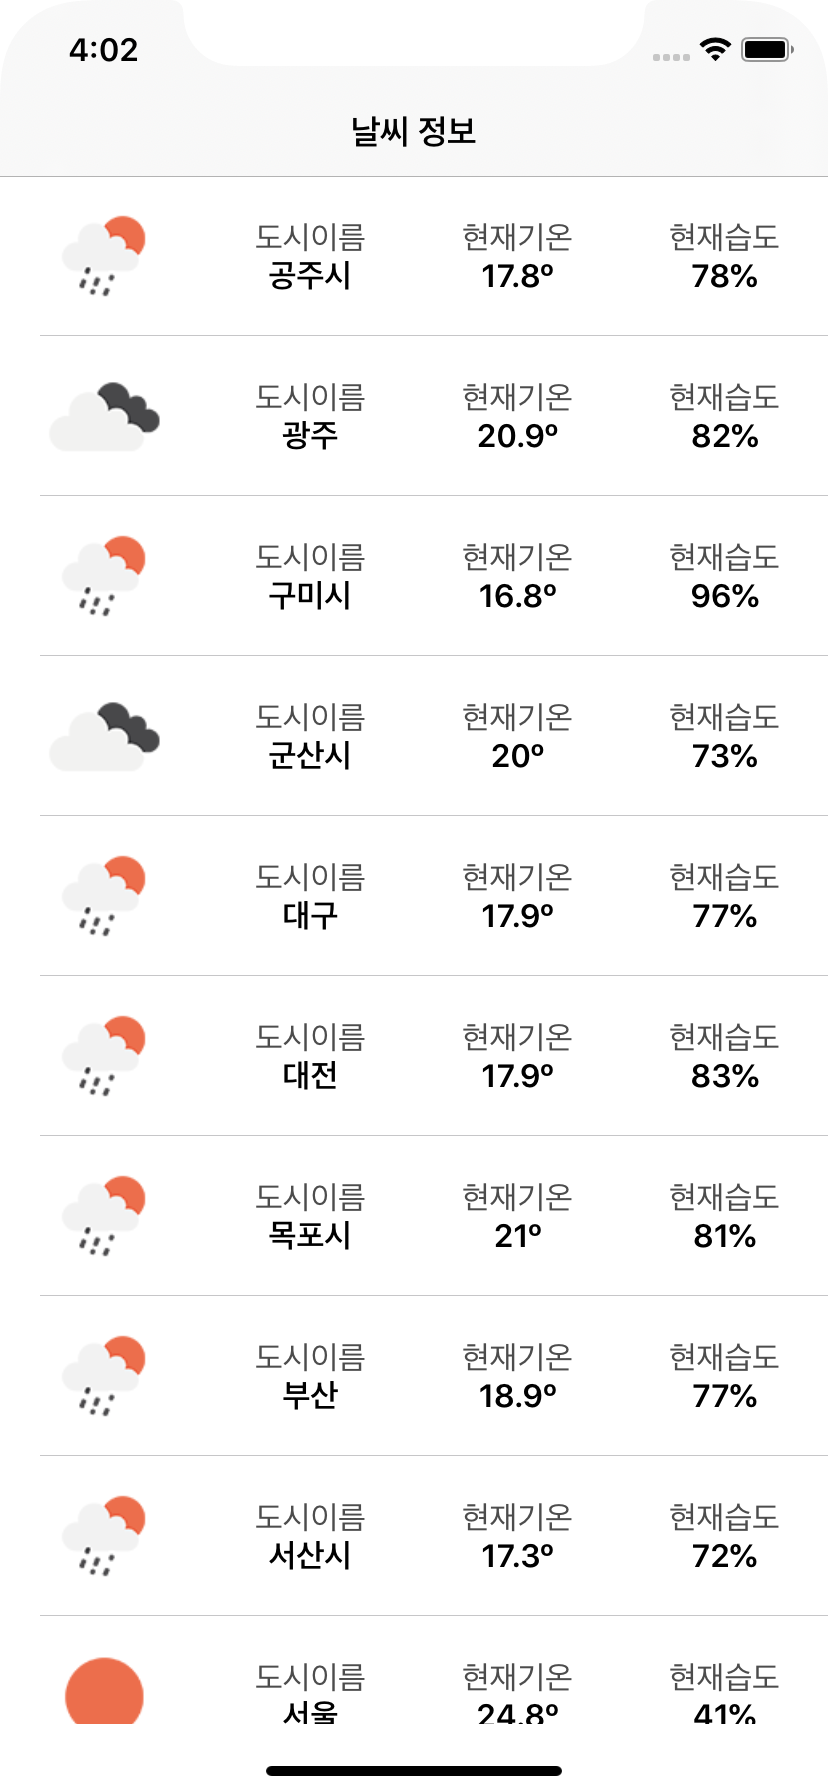 4:02
날씨 정보
도시이름 현재기온 현재습도
공주시 17.8º 78%
도시이름 현재기온 현재습도
광주 20.9º 82%
도시이름 현재기온 현재습도
구미시 16.8º 96%
도시이름 현재기온 현재습도
군산시 20º 73%
도시이름 현재기온 현재습도
대구 17.9º 77%
도시이름 현재기온 현재습도
대전 17.9º 83%
도시이름 현재기온 현재습도
목포시 21º 81%
도시이름 현재기온 현재습도
부산 18.9º 77%
도시이름 현재기온 현재습도
서산시 17.3º 72%
도시이름 현재기온 현재습도
서울 24.8º 41%